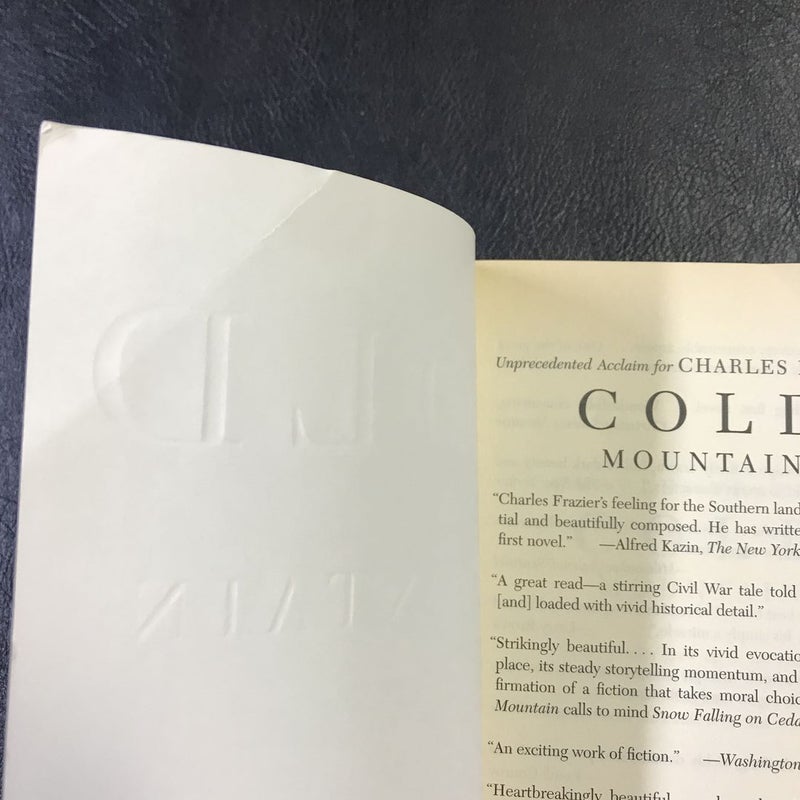 Unprecedented Acclaim for CHARLES
COLD
MOUNTAIN
“Charles Frazier’s feeling for the Southern land
tial and beautifully composed. He has writte
first novel.” —Alfred Kazin, The New York
“A great read—a stirring Civil War tale told
[and] loaded with vivid historical detail.”
“Strikingly beautiful.... In its vivid evocatio
place, its steady storytelling momentum, and
firmation of a fiction that takes moral choic
Mountain calls to mind Snow Falling on Ceda
“An exciting work of fiction.” —Washington
“Heartbreakingly beautiful